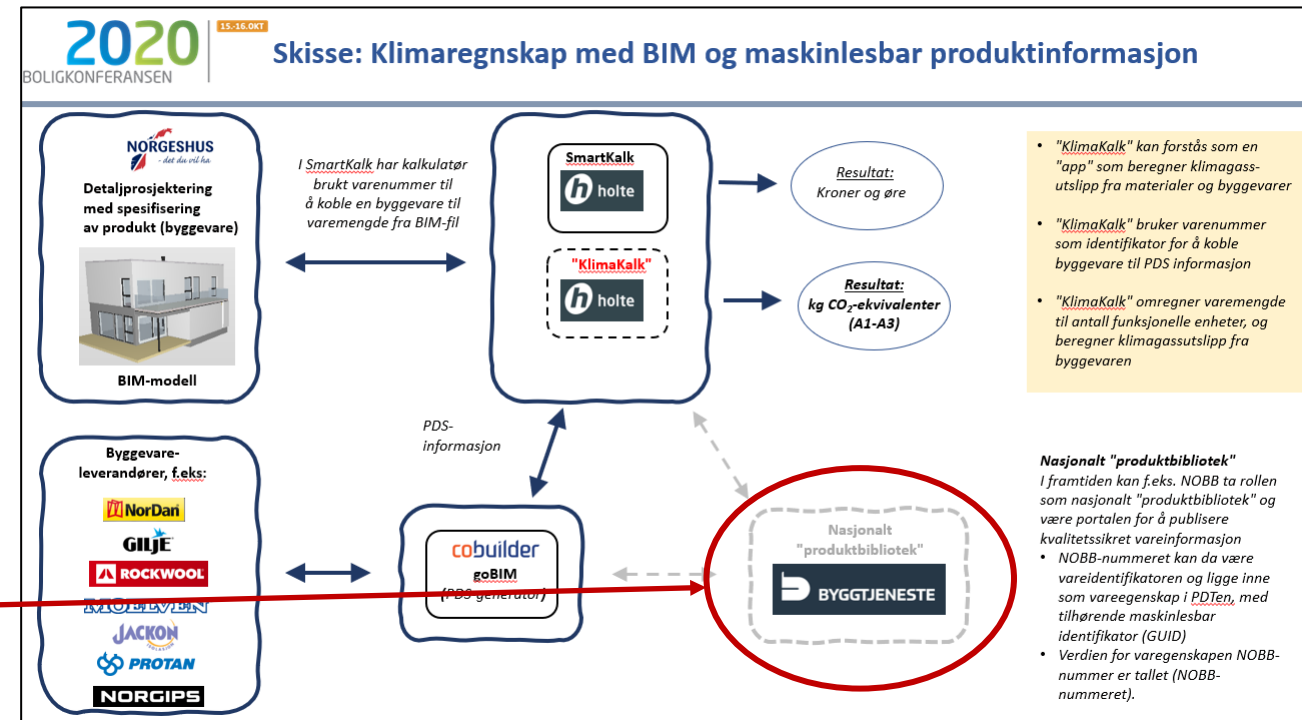 2020
15.-16.OKT
BOLIGKONFERANSEN
Skisse: Klimaregnskap med BIM og maskinlesbar produktinformasjon
NORGESHUS
- det du vil ha
Detaljprosjektering
med spesifisering
av produkt (byggevare)
BIM-modell
I SmartKalk har kalkulatør
brukt varenummer til
å koble en byggevare til
varemengde fra BIM-fil
SmartKalk
h holte
"KlimaKalk"
h holte
Resultat:
Kroner og øre
Resultat:
kg CO₂-ekvivalenter
(A1-A3)
• "KlimaKalk" kan forstås som en
"app" som beregner klimagass-
utslipp fra materialer og byggevarer
• "KlimaKalk" bruker varenummer
som identifikator for å koble
byggevare til PDS informasjon
• "KlimaKalk" omregner varemengde
til antall funksjonelle enheter, og
beregner klimagassutslipp fra
byggevaren
Byggevare-
leverandører, f.eks:
NorDan
GILJE
ROCKWOOL
MOELVEN
JACKON
ISOLASJON
PROTAN
NORGIPS
PDS-
informasjon
cobuilder
goBIM
(PDS-generator)
Nasjonalt
"produktbibliotek"
BYGGTJENESTE
Nasjonalt "produktbibliotek"
I framtiden kan f.eks. NOBB ta rollen
som nasjonalt "produktbibliotek" og
være portalen for å publisere
kvalitetssikret vareinformasjon
• NOBB-nummeret kan da være
vareidentifikatoren og ligge inne
som vareegenskap i PDTen, med
tilhørende maskinlesbar
identifikator (GUID)
• Verdien for varegenskapen NOBB-
nummer er tallet (NOBB-
nummeret).